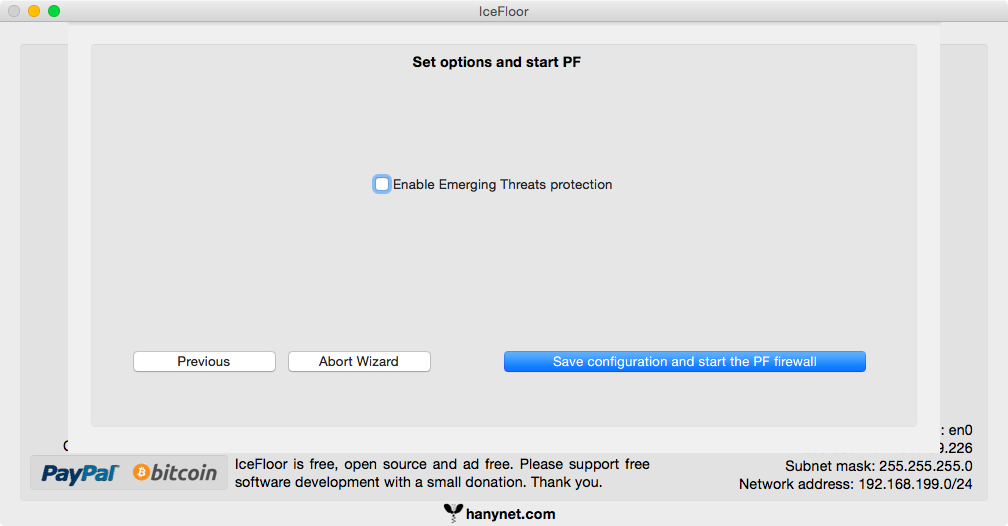 IceFloor
Set options and start PF
Enable Emerging Threats protection
Previous
Abort Wizard
Save configuration and start the PF firewall
: en0
9.226
Subnet mask: 255.255.255.0
Network address: 192.168.199.0/24
PayPal
bitcoin
IceFloor is free, open source and ad free. Please support free
software development with a small donation. Thank you.
hanynet.com